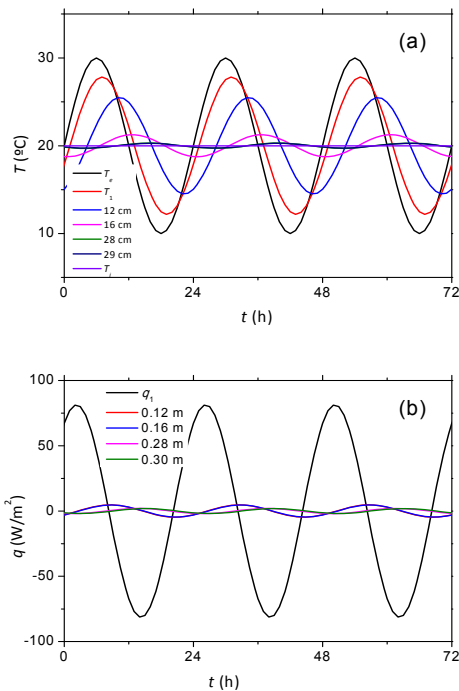 (a)
30
20
10
T (ºC)
Tₑ
T₁
12 cm
16 cm
28 cm
29 cm
Tᵢ
0
24
48
72
t (h)
(b)
100
50
0
-50
-100
q (W/m²)
q₁
0.12 m
0.16 m
0.28 m
0.30 m
0
24
48
72
t (h)